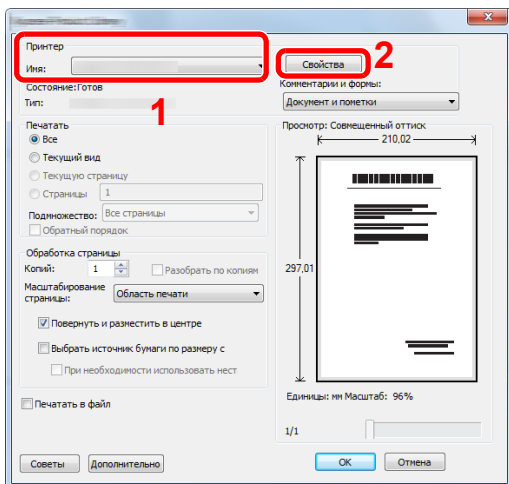 Принтер
Имя:
Свойства
2
Состояние:Готов
Комментарии и формы:
Тип:
1
Документ и пометки
Печатать
Все
Текущий вид
Текущую страницу
Страницы 1
Подмножество: Все страницы
Обратный порядок
Просмотр: Совмещенный оттиск
210,02
297,01
Обработка страницы
Копий: 1 Разобрать по копиям
Масштабирование страницы: Область печати
Повернуть и разместить в центре
Выбрать источник бумаги по размеру с
При необходимости использовать нест
Печатать в файл
Единицы: мм Масштаб: 96%
1/1
Советы
Дополнительно
OK
Отмена